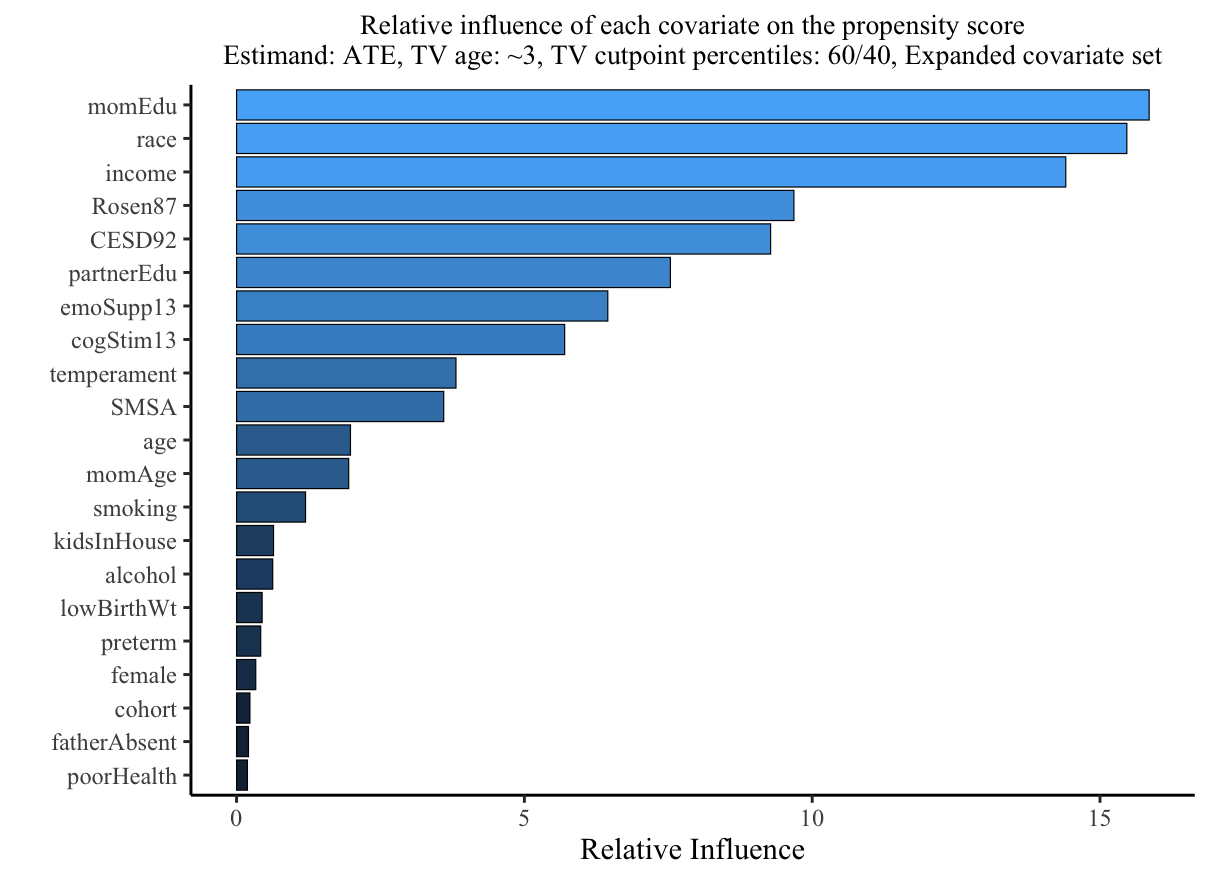 Relative influence of each covariate on the propensity score
Estimand: ATE, TV age: ~3, TV cutpoint percentiles: 60/40, Expanded covariate set
momEdu
race
income
Rosen87
CESD92
partnerEdu
emoSupp13
cogStim13
temperament
SMSA
age
momAge
smoking
kidsInHouse
alcohol
lowBirthWt
preterm
female
cohort
fatherAbsent
poorHealth
0 5 10 15
Relative Influence